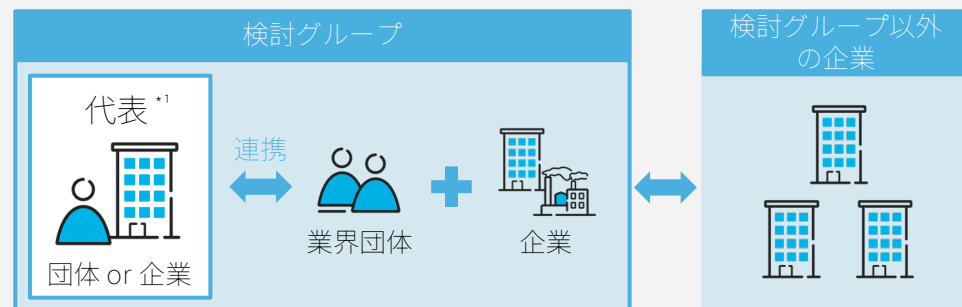 検討グループ
代表 *1
団体 or 企業
連携
業界団体
企業
検討グループ以外
の企業